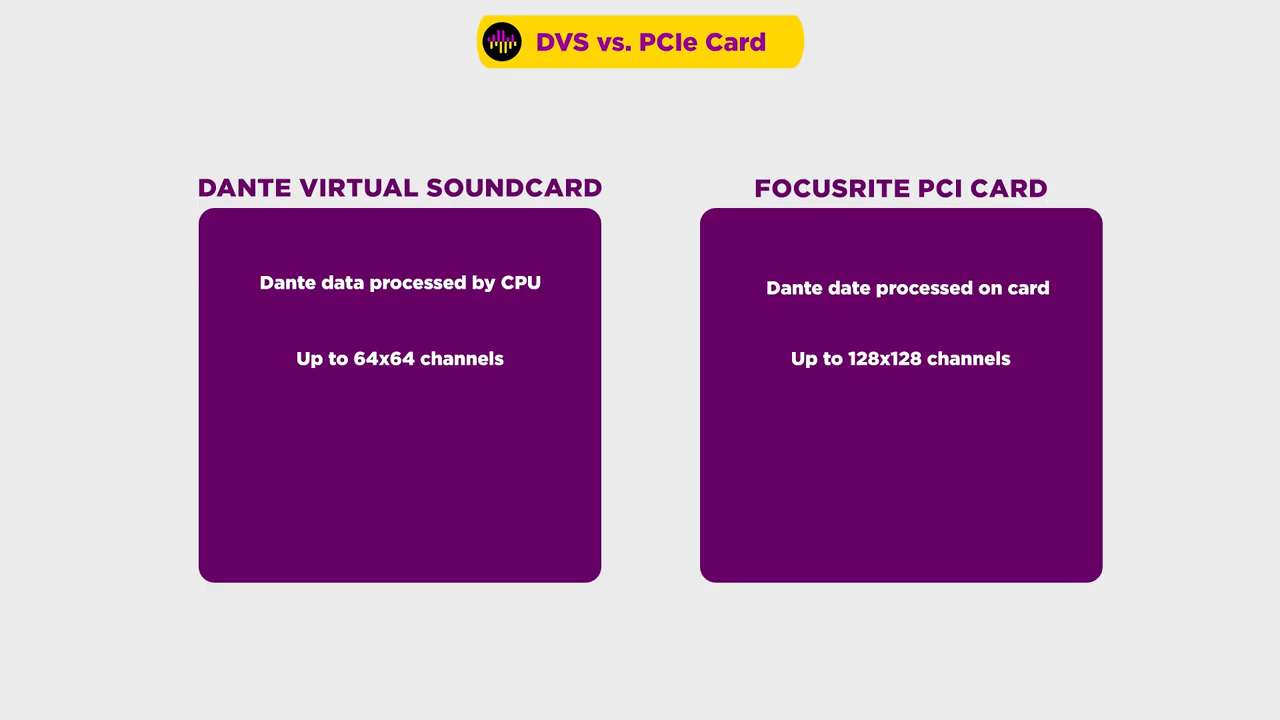 DVS vs. PCIe Card
DANTE VIRTUAL SOUNDCARD
Dante data processed by CPU
Up to 64x64 channels
FOCUSRITE PCI CARD
Dante date processed on card
Up to 128x128 channels